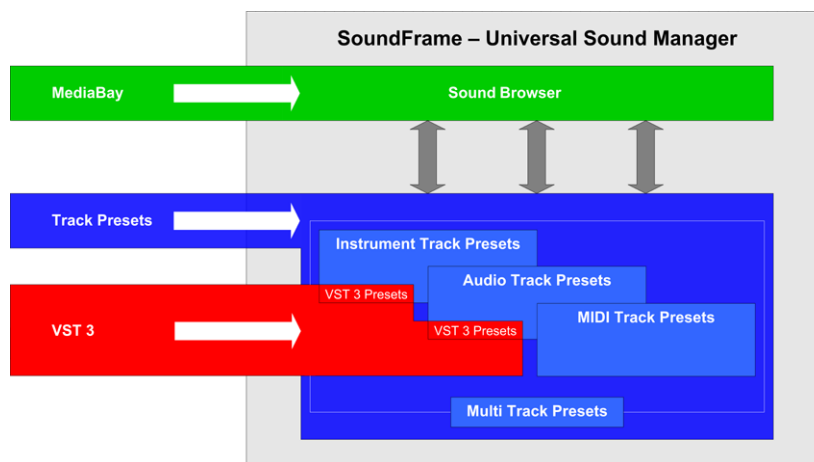 SoundFrame – Universal Sound Manager
MediaBay
Sound Browser
Track Presets
Instrument Track Presets
Audio Track Presets
VST 3 Presets
MIDI Track Presets
VST 3
VST 3 Presets
Multi Track Presets